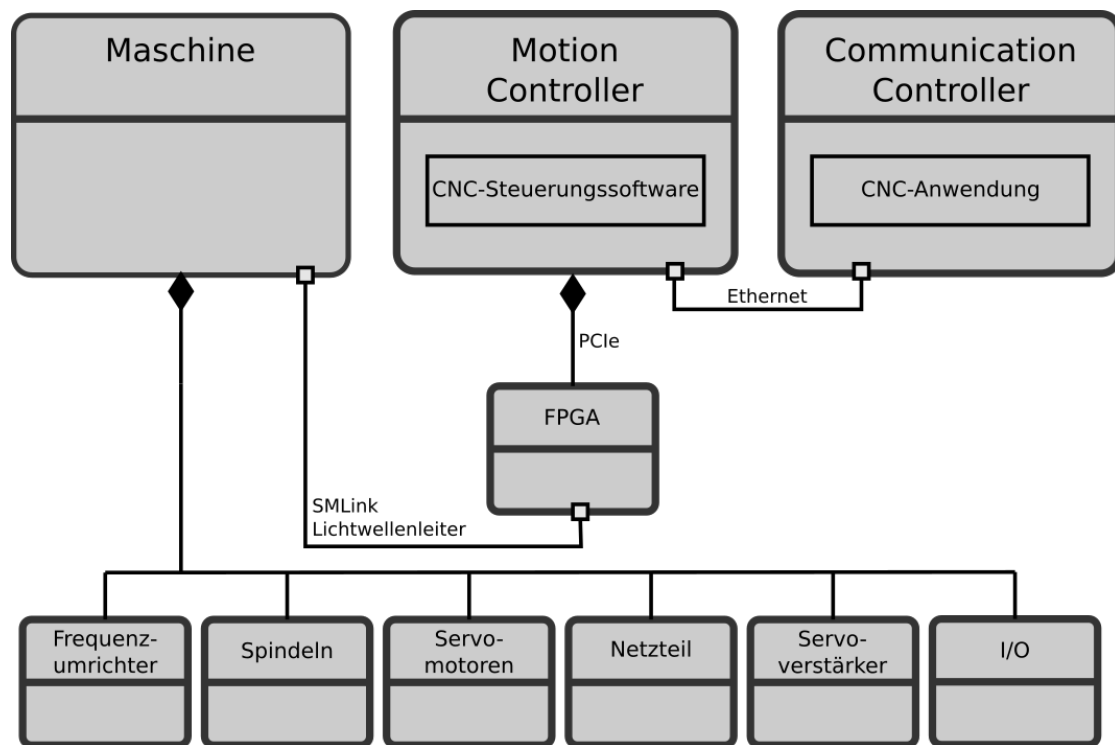 Maschine
Motion
Controller
Communication
Controller
CNC-Steuerungssoftware
CNC-Anwendung
Ethernet
PCIe
FPGA
SMLink
Lichtwellenleiter
Frequenz-
umrichter
Spindeln
Servo-
motoren
Netzteil
Servo-
verstärker
I/O